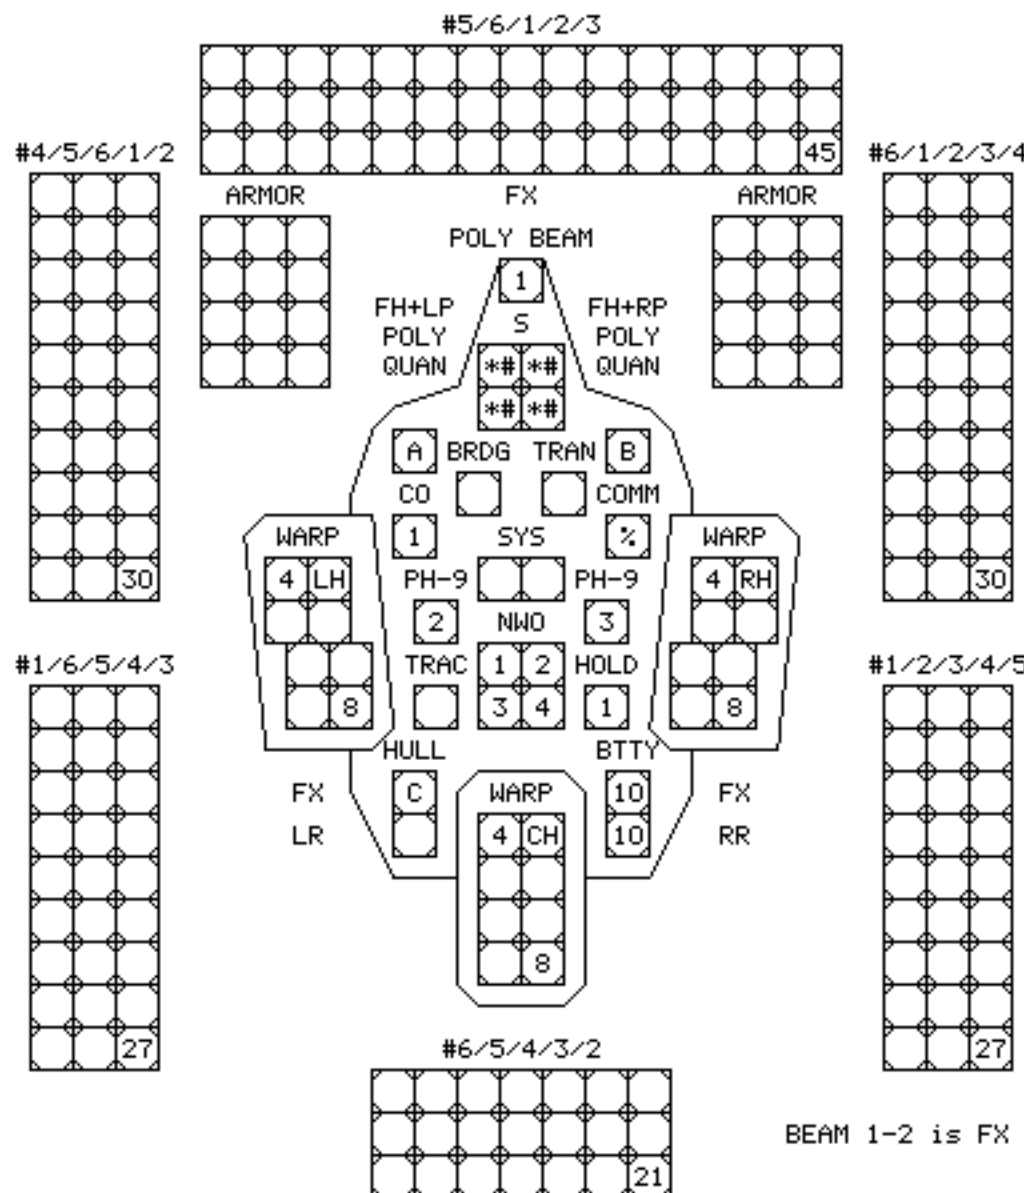 #5/6/1/2/3
45
#4/5/6/1/2
#6/1/2/3/4
ARMOR FX ARMOR
POLY BEAM
1
FH+LP S FH+RP
POLY POLY
QUAN *# *# QUAN
*# *#
A BRDG TRAN B
CO COMM
WARP 1 SYS % WARP
30 4 LH PH-9 PH-9 4 RH 30
2 NWO 3
#1/6/5/4/3 TRAC 1 2 HOLD #1/2/3/4/5
8 3 4 1 8
HULL BTTY
FX C WARP 10 FX
LR 4 CH 10 RR
8
27 #6/5/4/3/2 27
BEAM 1-2 is FX
21